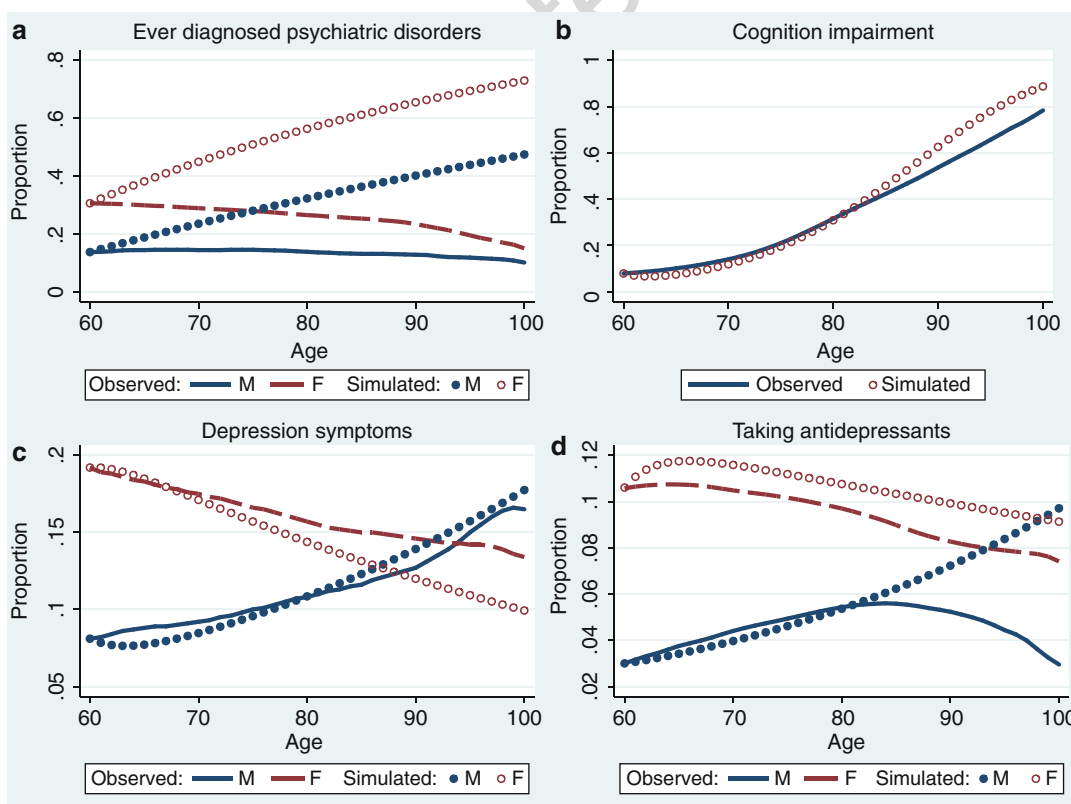 a Ever diagnosed psychiatric disorders
.8
.6
.4
.2
0
Proportion
60 70 80 90 100
Age
Observed: M F Simulated: M F
b Cognition impairment
1
.8
.6
.4
.2
0
Proportion
60 70 80 90 100
Age
Observed Simulated
c Depression symptoms
.2
.15
.1
.05
Proportion
60 70 80 90 100
Age
Observed: M F Simulated: M F
d Taking antidepressants
.12
.1
.08
.06
.04
.02
Proportion
60 70 80 90 100
Age
Observed: M F Simulated: M F